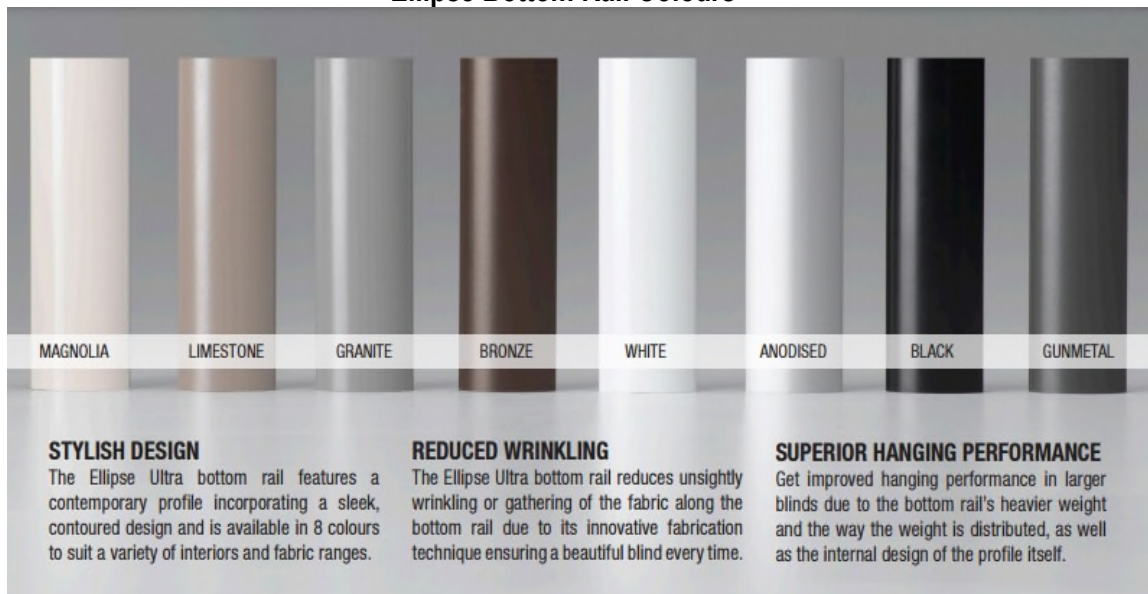 Ellipse Bottom Rail Colours
MAGNOLIA LIMESTONE GRANITE BRONZE WHITE ANODISED BLACK GUNMETAL
STYLISH DESIGN
The Ellipse Ultra bottom rail features a
contemporary profile incorporating a sleek,
contoured design and is available in 8 colours
to suit a variety of interiors and fabric ranges.
REDUCED WRINKLING
The Ellipse Ultra bottom rail reduces unsightly
wrinkling or gathering of the fabric along the
bottom rail due to its innovative fabrication
technique ensuring a beautiful blind every time.
SUPERIOR HANGING PERFORMANCE
Get improved hanging performance in larger
blinds due to the bottom rail's heavier weight
and the way the weight is distributed, as well
as the internal design of the profile itself.